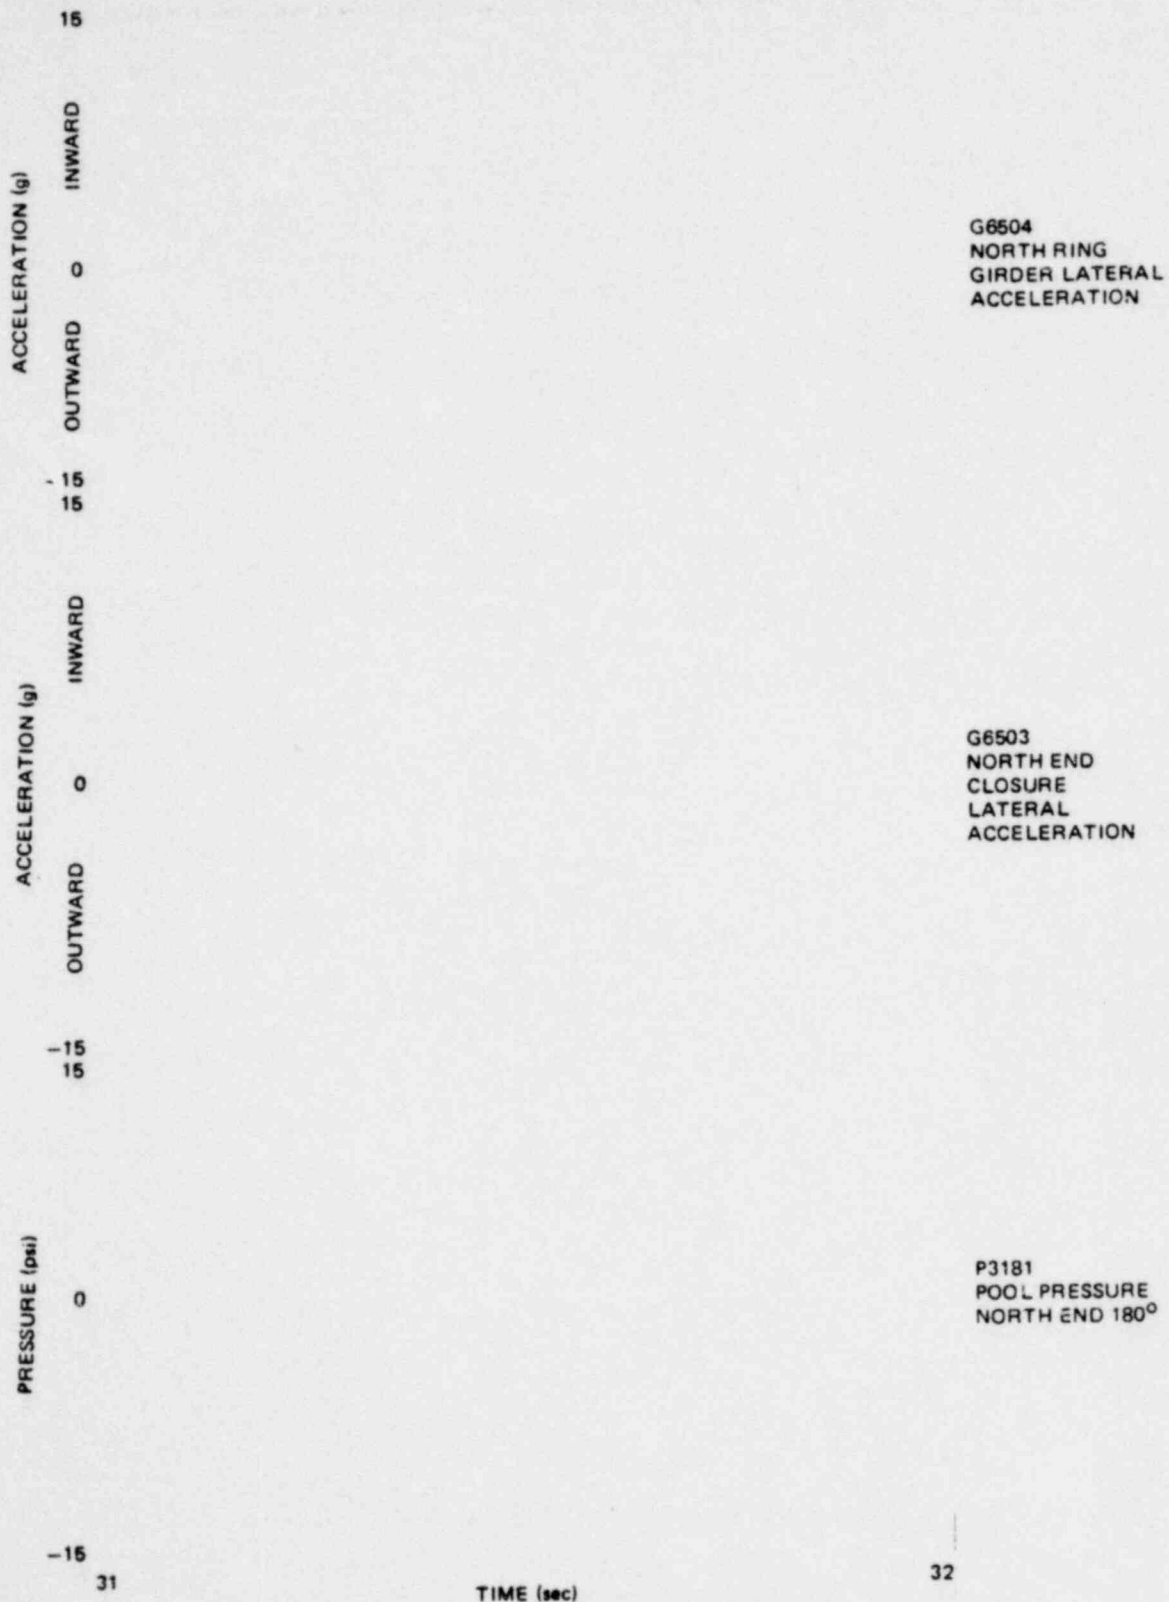 15
INWARD
ACCELERATION (g)
0
OUTWARD
- 15
G6504
NORTH RING
GIRDER LATERAL
ACCELERATION
15
INWARD
ACCELERATION (g)
0
OUTWARD
-15
G6503
NORTH END
CLOSURE
LATERAL
ACCELERATION
15
PRESSURE (psi)
0
-15
P3181
POOL PRESSURE
NORTH END 180°
31
32
TIME (sec)